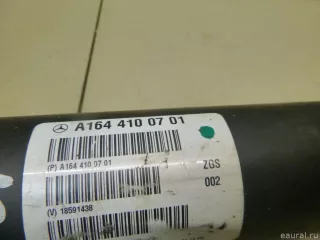 A164 410 07 01
(P) A164 410 07 01
ZGS
002
(V) 18591438
eaural.ru